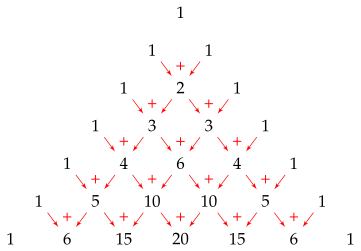 1
1 1
+
1 2 1
+ +
1 3 3 1
+ + +
1 4 6 4 1
+ + + +
1 5 10 10 5 1
+ + + + +
1 6 15 20 15 6 1